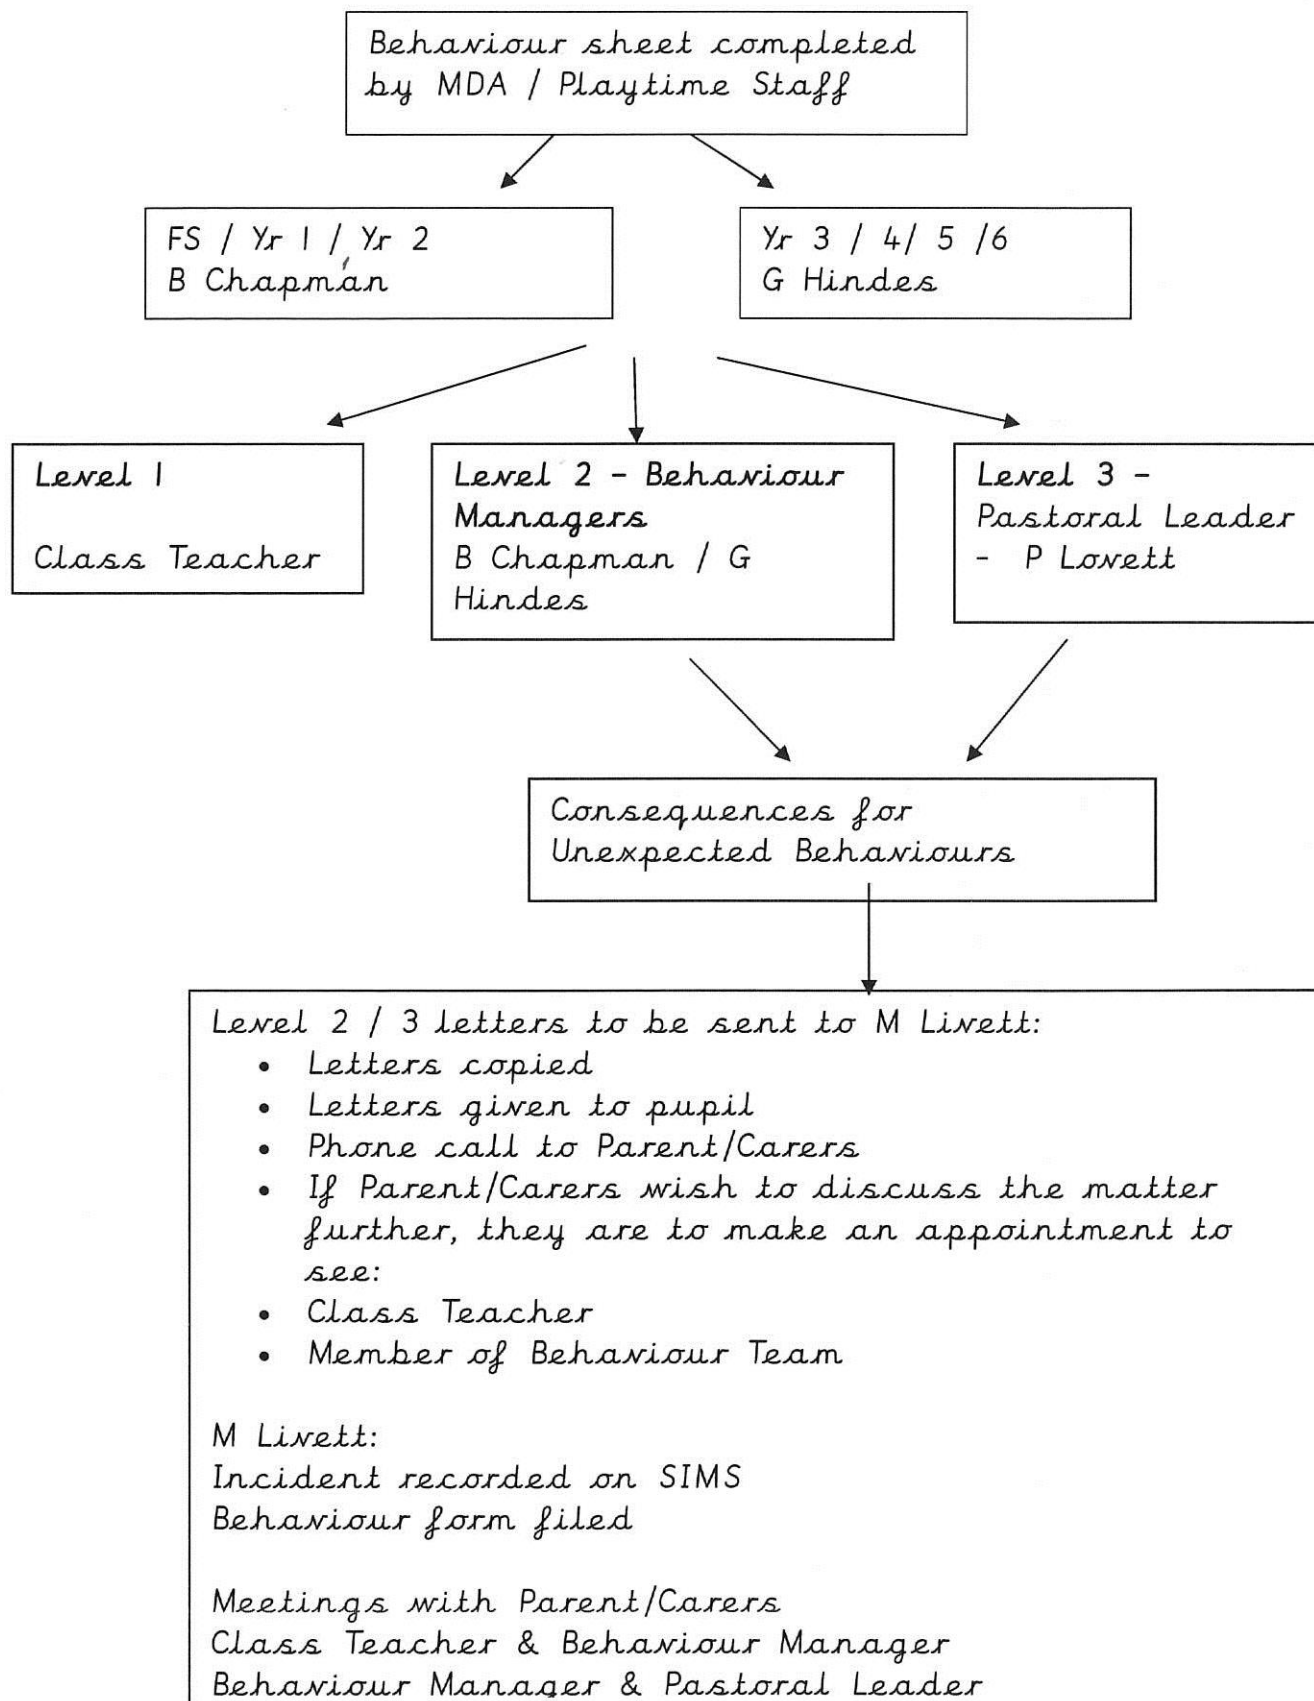 Behaviour sheet completed
by MDA / Playtime Staff
FS / Yr 1 / Yr 2
B Chapman
Yr 3 / 4/ 5 /6
G Hindes
Level 1
Class Teacher
Level 2 - Behaviour
Managers
B Chapman / G
Hindes
Level 3 -
Pastoral Leader
- P Lovett
Consequences for
Unexpected Behaviours
Level 2 / 3 letters to be sent to M Livett:
• Letters copied
• Letters given to pupil
• Phone call to Parent/Carers
• If Parent/Carers wish to discuss the matter
further, they are to make an appointment to
see:
• Class Teacher
• Member of Behaviour Team
M Livett:
Incident recorded on SIMS
Behaviour form filed
Meetings with Parent/Carers
Class Teacher & Behaviour Manager
Behaviour Manager & Pastoral Leader